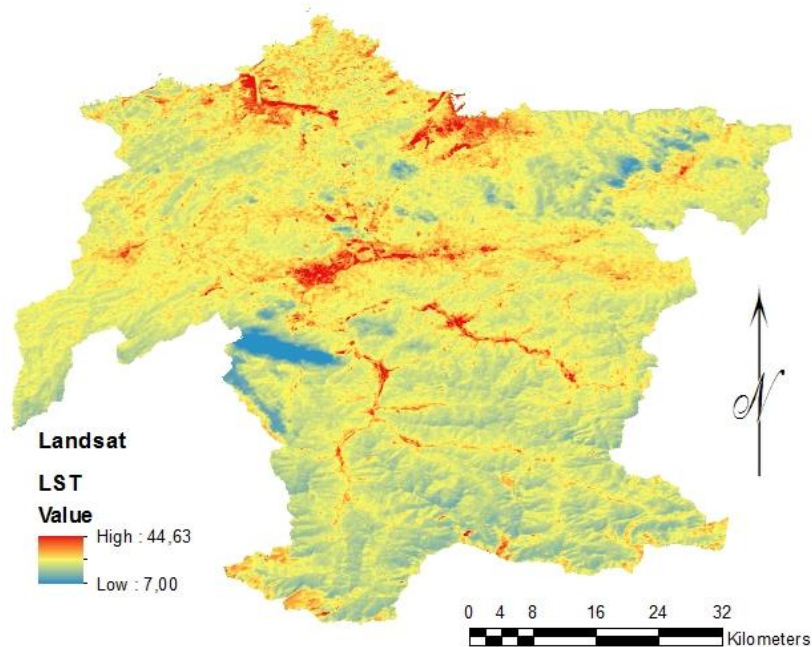 N
Landsat
LST
Value
High : 44,63
Low : 7,00
0 4 8 16 24 32
Kilometers